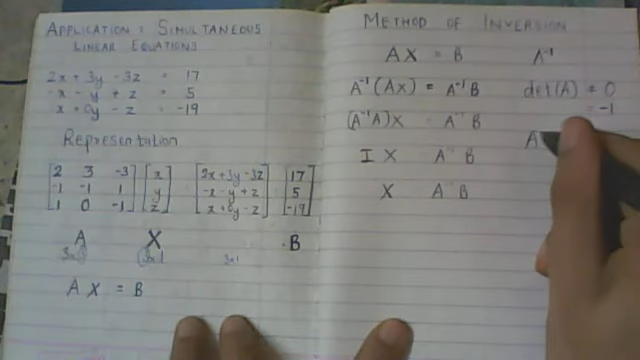 APPLICATION : SIMULTANEOUS
LINEAR EQUATIONS
2x + 3y - 3z = 17
-x - y + z = 5
x + 0y - z = -19
Representation
2 3 -3 x 2x+3y-3z 17
-1 -1 1 y -x-y+z 5
1 0 -1 z x+0y-z -19
A X B
3x1
AX = B
METHOD OF INVERSION
AX = B A⁻¹
A⁻¹(AX) = A⁻¹B det(A) ≠ 0
(A⁻¹A)X A⁻¹B = -1
IX A⁻¹B A
X A⁻¹B